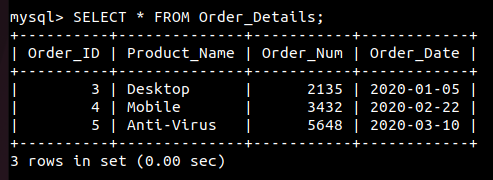 mysql> SELECT * FROM Order_Details;
+----------+--------------+-----------+------------+
| Order_ID | Product_Name | Order_Num | Order_Date |
+----------+--------------+-----------+------------+
|        3 | Desktop      |      2135 | 2020-01-05 |
|        4 | Mobile       |      3432 | 2020-02-22 |
|        5 | Anti-Virus   |      5648 | 2020-03-10 |
+----------+--------------+-----------+------------+
3 rows in set (0.00 sec)